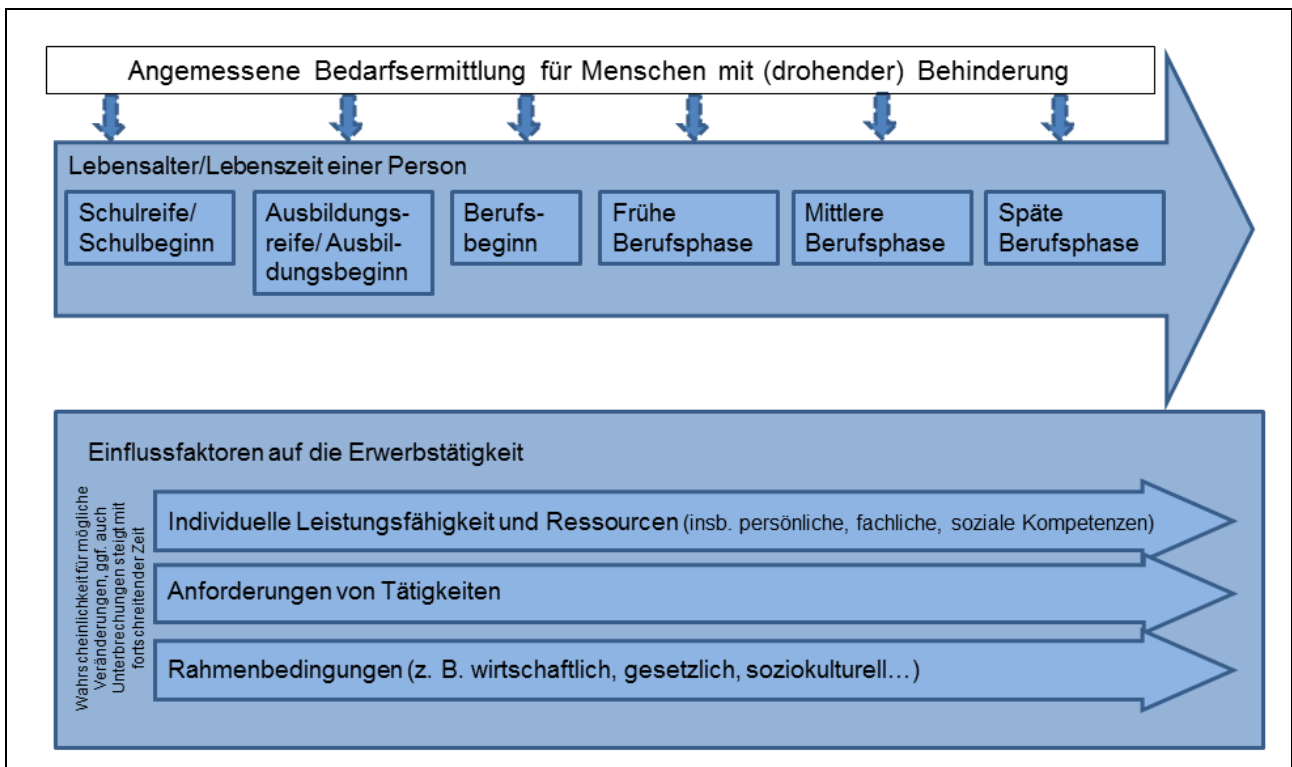 Angemessene Bedarfsermittlung für Menschen mit (drohender) Behinderung
Lebensalter/Lebenszeit einer Person
Schulreife/
Schulbeginn
Ausbildungs-
reife/ Ausbil-
dungsbeginn
Berufs-
beginn
Frühe
Berufsphase
Mittlere
Berufsphase
Späte
Berufsphase
Einflussfaktoren auf die Erwerbstätigkeit
Wahrscheinlichkeit für mögliche
Veränderungen, ggf. auch
Unterbrechungen steigt mit
fortschreitender Zeit
Individuelle Leistungsfähigkeit und Ressourcen (insb. persönliche, fachliche, soziale Kompetenzen)
Anforderungen von Tätigkeiten
Rahmenbedingungen (z. B. wirtschaftlich, gesetzlich, soziokulturell…)